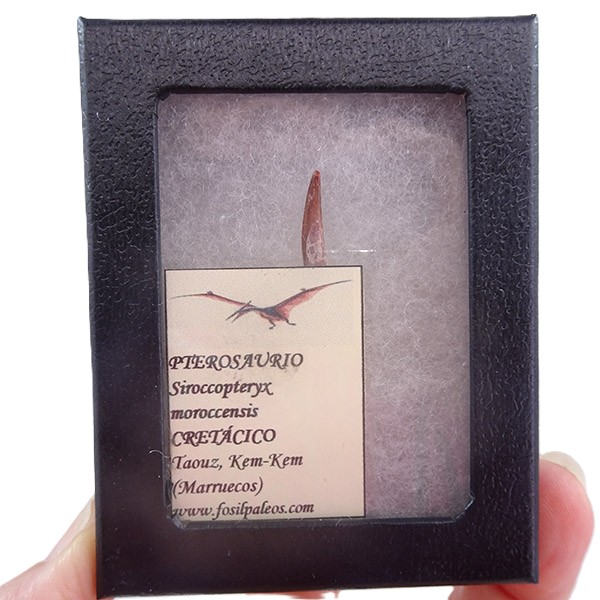 PTEROSAURIO
Siroccopteryx
moroccensis
CRETÁCICO
Taouz, Kem-Kem
(Marruecos)
www.fosilpaleos.com